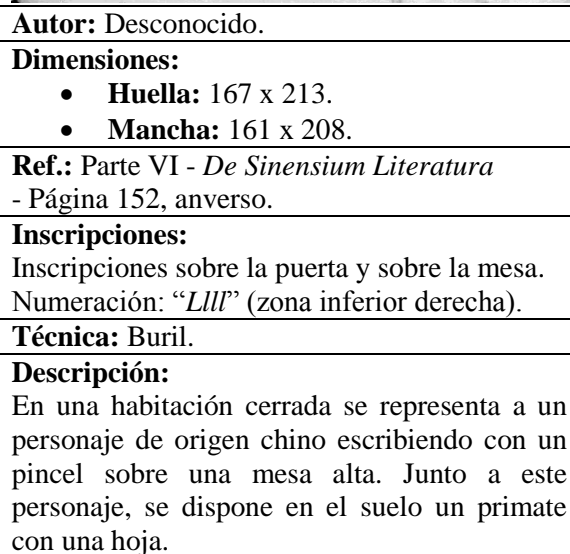 Autor: Desconocido.
Dimensiones:
• Huella: 167 x 213.
• Mancha: 161 x 208.
Ref.: Parte VI - De Sinensium Literatura
- Página 152, anverso.
Inscripciones:
Inscripciones sobre la puerta y sobre la mesa.
Numeración: “Llll” (zona inferior derecha).
Técnica: Buril.
Descripción:
En una habitación cerrada se representa a un
personaje de origen chino escribiendo con un
pincel sobre una mesa alta. Junto a este
personaje, se dispone en el suelo un primate
con una hoja.